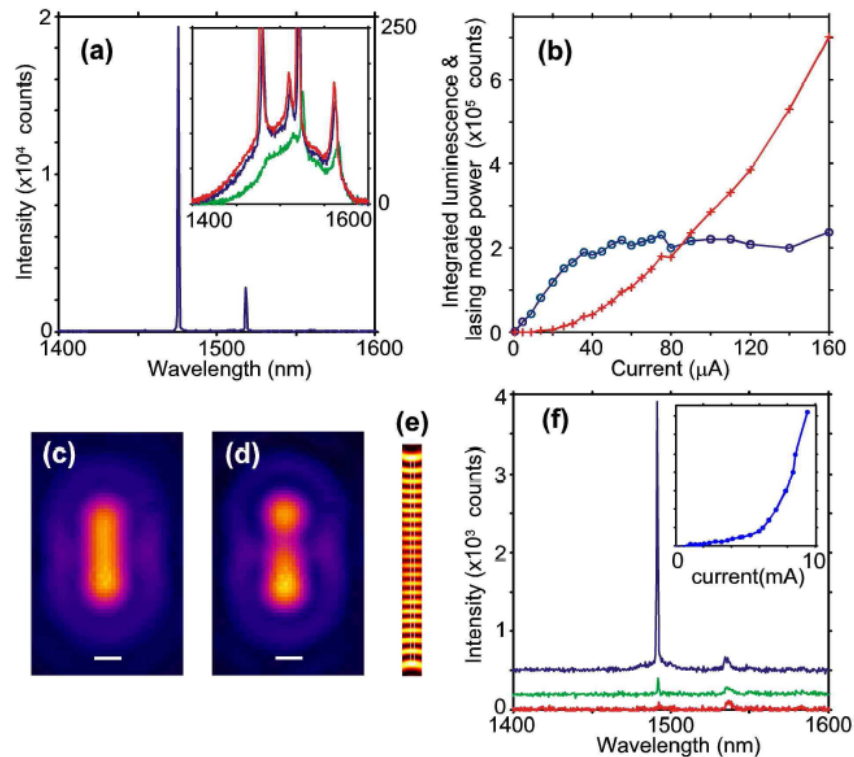 (a)
Intensity (x10⁴ counts)
2
1
0
1400
1500
1600
Wavelength (nm)
250
0
1400
1600
(b)
Integrated luminescence &
lasing mode power (x10⁵ counts)
6
4
2
0
0
40
80
120
160
Current (μA)
(c)
(d)
(e)
(f)
Intensity (x10³ counts)
4
3
2
1
0
1400
1500
1600
Wavelength (nm)
0
10
current(mA)